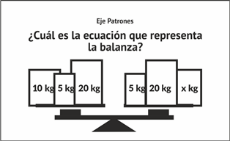 Eje Patrones
¿Cuál es la ecuación que representa
la balanza?
10 kg 5 kg 20 kg 5 kg 20 kg x kg